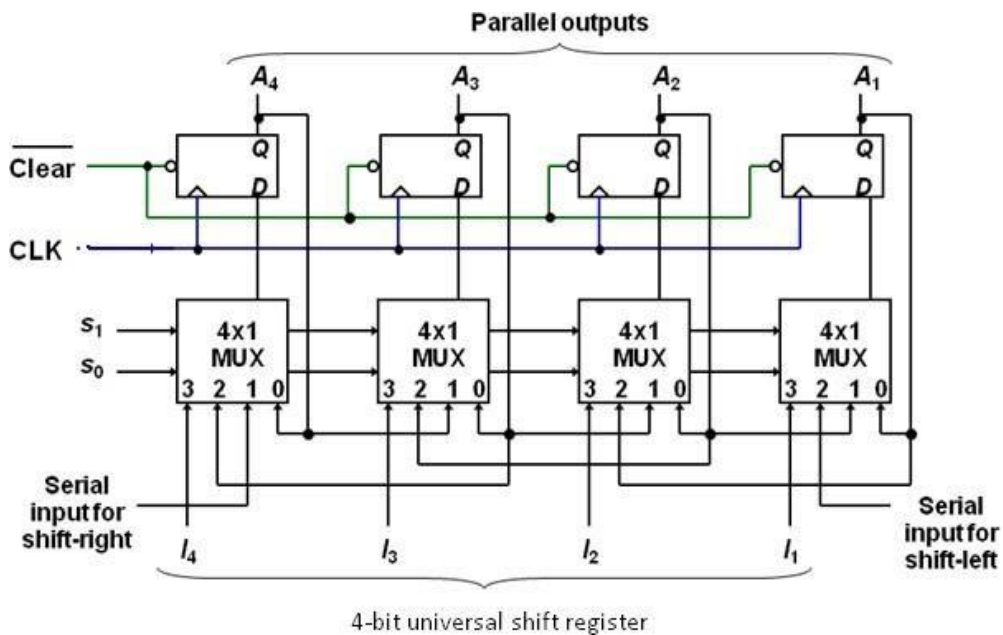 Parallel outputs
A4 A3 A2 A1
Q Q Q Q
Clear
D D D D
CLK
s1 4x1 4x1 4x1 4x1
MUX MUX MUX MUX
s0
3 2 1 0 3 2 1 0 3 2 1 0 3 2 1 0
Serial
input for
shift-right
I4 I3 I2 I1
Serial
input for
shift-left
4-bit universal shift register